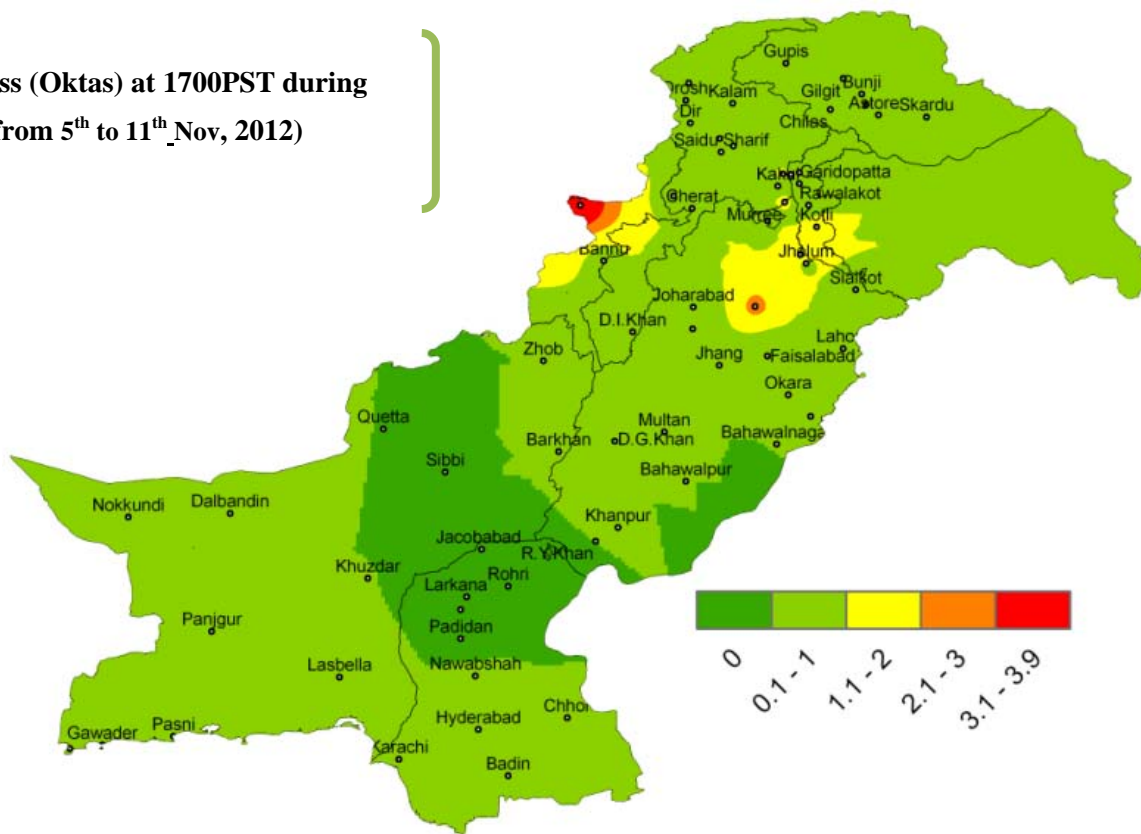 ss (Oktas) at 1700PST during
from 5th to 11th Nov, 2012)
Gupis
Drosh
Kalam
Gilgit
Bunji
Astore
Skardu
Dir
Chilas
Saidu Sharif
Garidopatta
Rawalakot
Cherat
Murree
Kotli
Bannu
Jhelum
Sialkot
Joharabad
D.I.Khan
Laho
Zhob
Jhang
Faisalabad
Okara
Quetta
Multan
Barkhan
D.G.Khan
Bahawalnaga
Sibbi
Bahawalpur
Nokkundi
Dalbandin
Khanpur
Jacobabad
R.Y.Khan
Khuzdar
Rohri
Larkana
Panjgur
Padidan
Lasbella
Nawabshah
Chhor
Gawader
Pasni
Hyderabad
Karachi
Badin
0
0.1 - 1
1.1 - 2
2.1 - 3
3.1 - 3.9